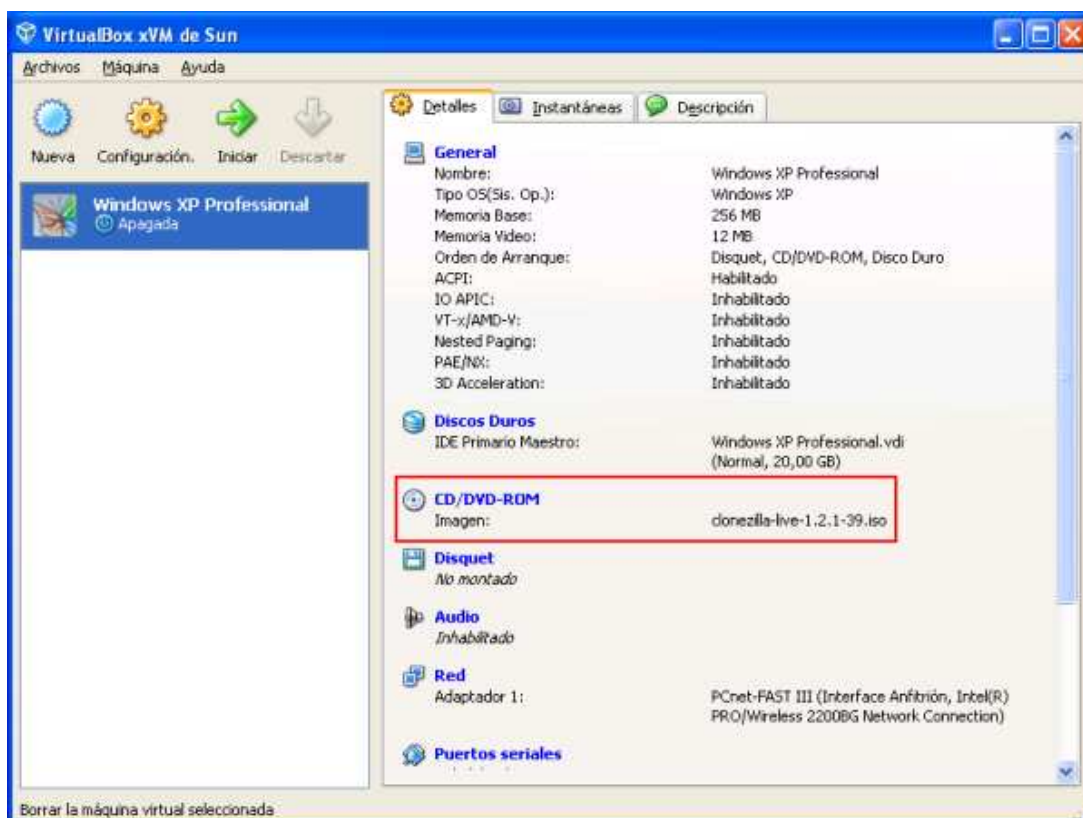 VirtualBox xVM de Sun
Archivos Máquina Ayuda
Nueva Configuración. Iniciar Descartar
Detalles Instantáneas Descripción
Windows XP Professional
Apagada
General
Nombre: Windows XP Professional
Tipo OS(Sis. Op.): Windows XP
Memoria Base: 256 MB
Memoria Video: 12 MB
Orden de Arranque: Disquet, CD/DVD-ROM, Disco Duro
ACPI: Habilitado
IO APIC: Inhabilitado
VT-x/AMD-V: Inhabilitado
Nested Paging: Inhabilitado
PAE/NX: Inhabilitado
3D Acceleration: Inhabilitado
Discos Duros
IDE Primario Maestro: Windows XP Professional.vdi
(Normal, 20,00 GB)
CD/DVD-ROM
Imagen: clonezilla-live-1.2.1-39.iso
Disquet
No montado
Audio
Inhabilitado
Red
Adaptador 1: PCnet-FAST III (Interface Anfitrión, Intel(R)
PRO/Wireless 2200BG Network Connection)
Puertos seriales
Borrar la máquina virtual seleccionada